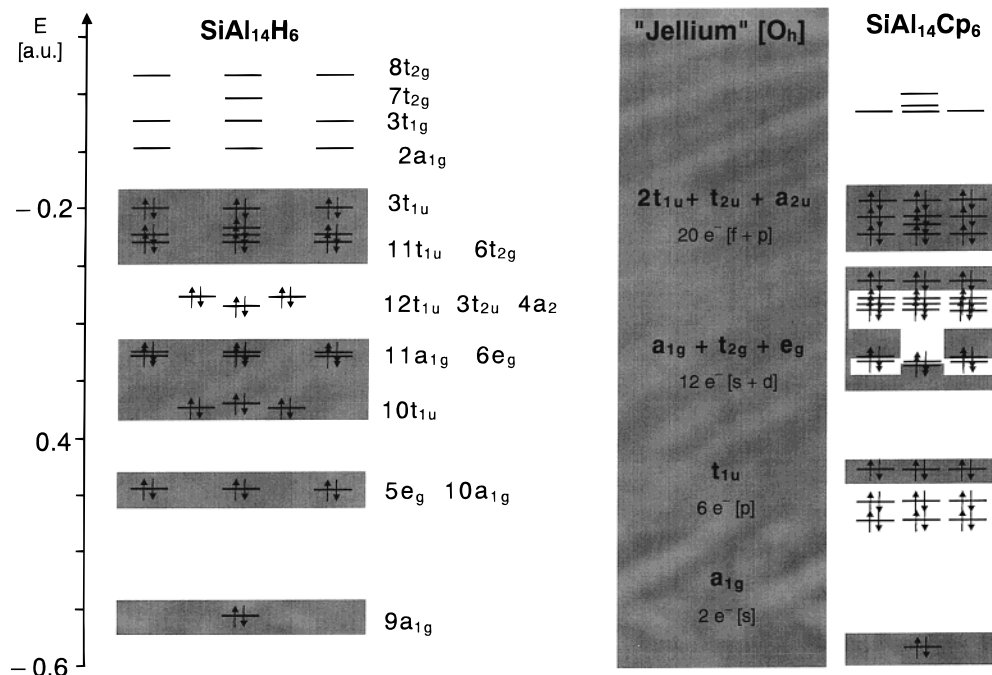 E
[a.u.]
SiAl14H6
"Jellium" [Oh]
SiAl14Cp6
8t2g
7t2g
3t1g
2a1g
−0.2
3t1u
11t1u 6t2g
12t1u 3t2u 4a2
11a1g 6eg
10t1u
0.4
5eg 10a1g
9a1g
−0.6
2t1u+ t2u + a2u
20 e− [f + p]
a1g + t2g + eg
12 e− [s + d]
t1u
6 e− [p]
a1g
2 e− [s]